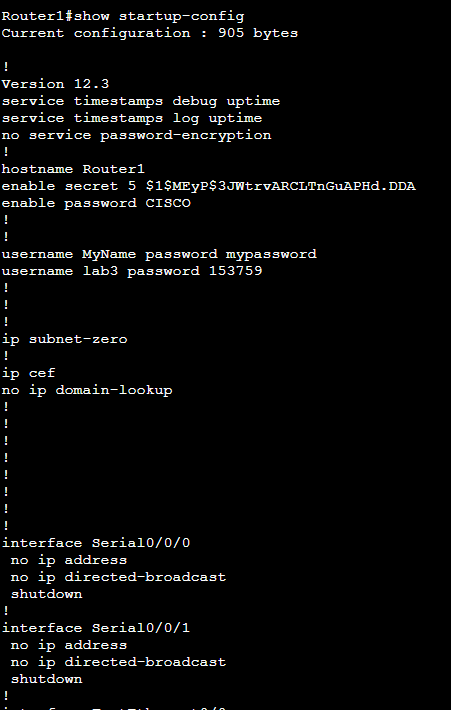 Router1#show startup-config
Current configuration : 905 bytes
!
Version 12.3
service timestamps debug uptime
service timestamps log uptime
no service password-encryption
!
hostname Router1
enable secret 5 $1$MEyP$3JWtrvARCLTnGuAPHd.DDA
enable password CISCO
!
!
username MyName password mypassword
username lab3 password 153759
!
!
!
ip subnet-zero
!
ip cef
no ip domain-lookup
!
!
!
!
!
!
!
!
interface Serial0/0/0
 no ip address
 no ip directed-broadcast
 shutdown
!
interface Serial0/0/1
 no ip address
 no ip directed-broadcast
 shutdown
!